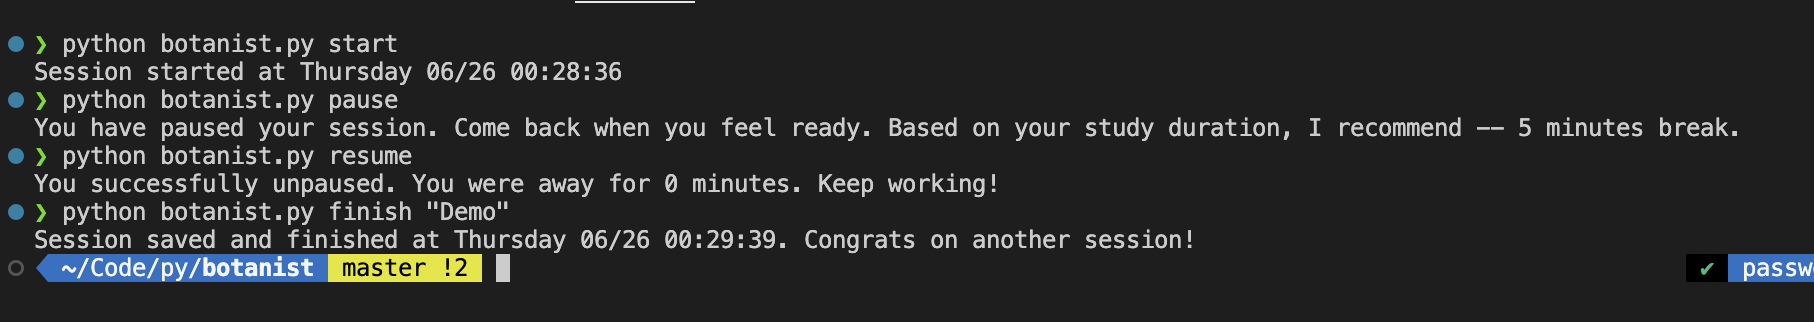 ❯ python botanist.py start
Session started at Thursday 06/26 00:28:36
❯ python botanist.py pause
You have paused your session. Come back when you feel ready. Based on your study duration, I recommend -- 5 minutes break.
❯ python botanist.py resume
You successfully unpaused. You were away for 0 minutes. Keep working!
❯ python botanist.py finish "Demo"
Session saved and finished at Thursday 06/26 00:29:39. Congrats on another session!
~/Code/py/botanist master !2 ✔